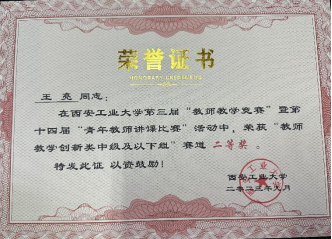 荣誉证书
HONORARY CREDENTIAL
王亮 同志：
在西安工业大学第三届“教师教学竞赛”暨第
十四届“青年教师讲课比赛”活动中，荣获“教师
教学创新类中级及以下组”赛道 二等奖 。
特发此证 以资鼓励！
西安工业大学